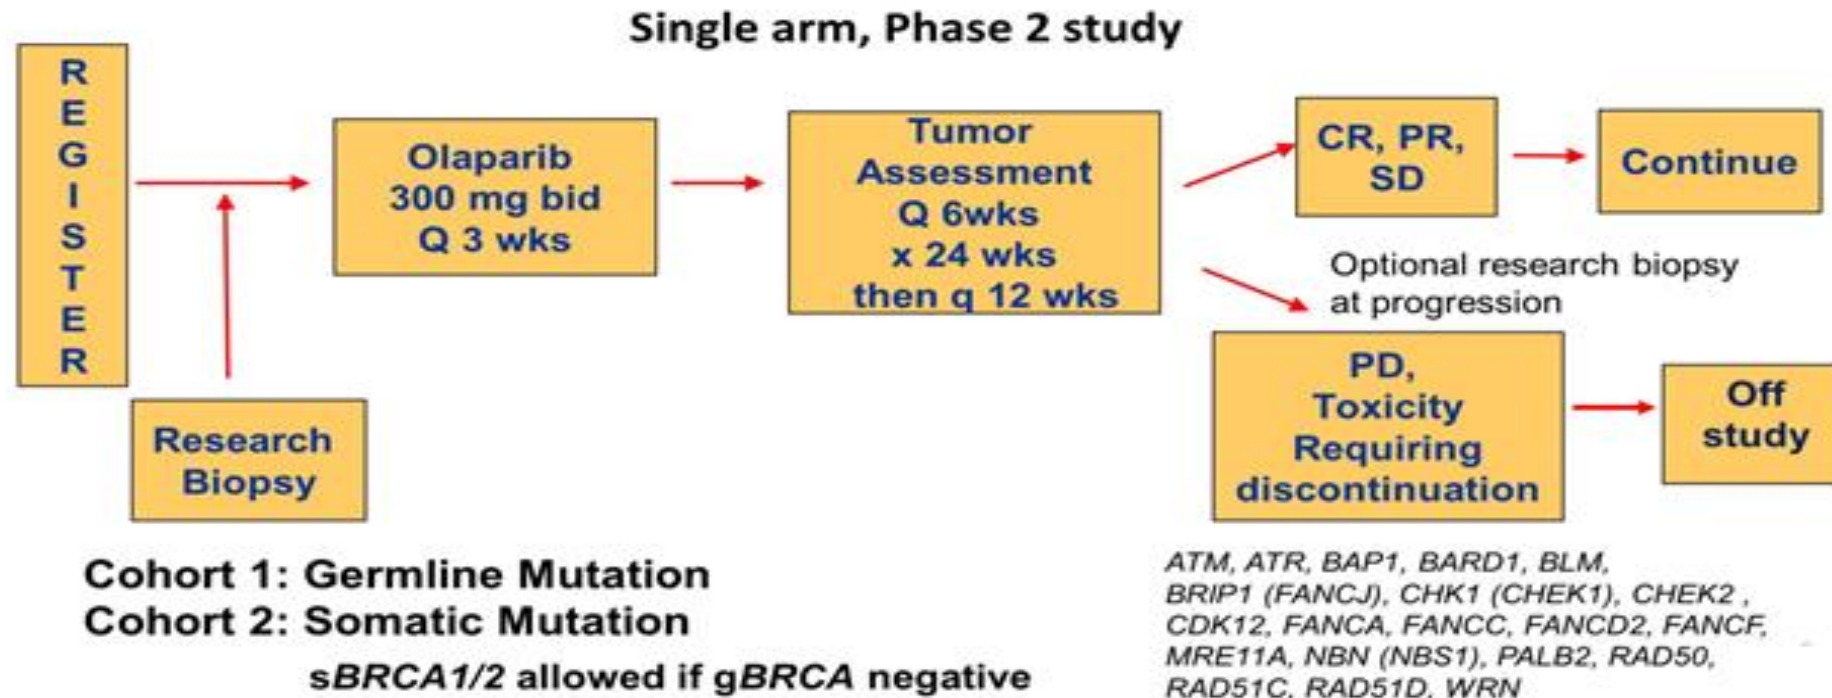 Single arm, Phase 2 study
R
E
G
I
S
T
E
R
Research
Biopsy
Olaparib
300 mg bid
Q 3 wks
Tumor
Assessment
Q 6wks
x 24 wks
then q 12 wks
CR, PR,
SD
Continue
Optional research biopsy
at progression
PD,
Toxicity
Requiring
discontinuation
Off
study
Cohort 1: Germline Mutation
Cohort 2: Somatic Mutation
sBRCA1/2 allowed if gBRCA negative
ATM, ATR, BAP1, BARD1, BLM,
BRIP1 (FANCJ), CHK1 (CHEK1), CHEK2 ,
CDK12, FANCA, FANCC, FANCD2, FANCF,
MRE11A, NBN (NBS1), PALB2, RAD50,
RAD51C, RAD51D, WRN